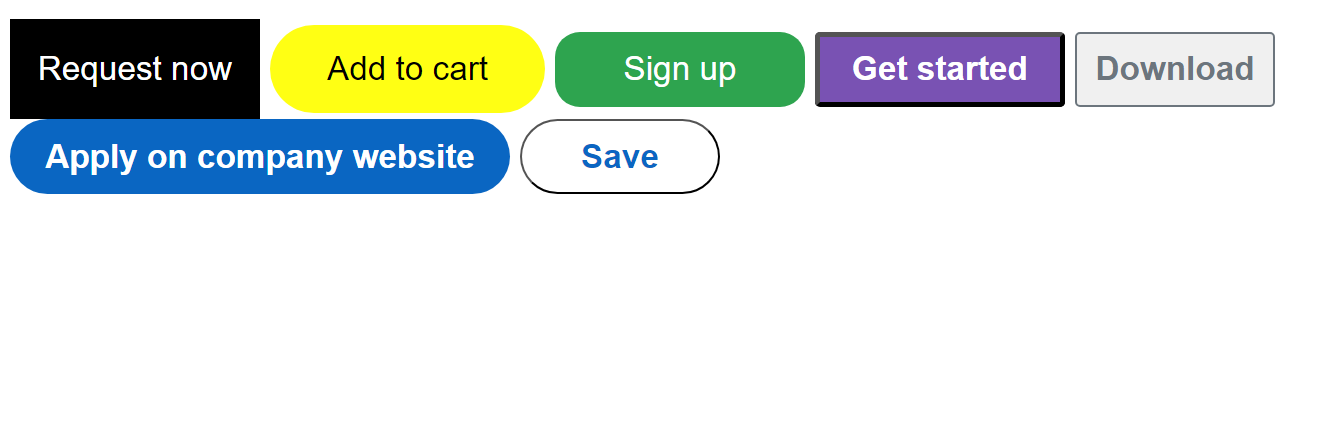 Request now Add to cart Sign up Get started Download
Apply on company website Save